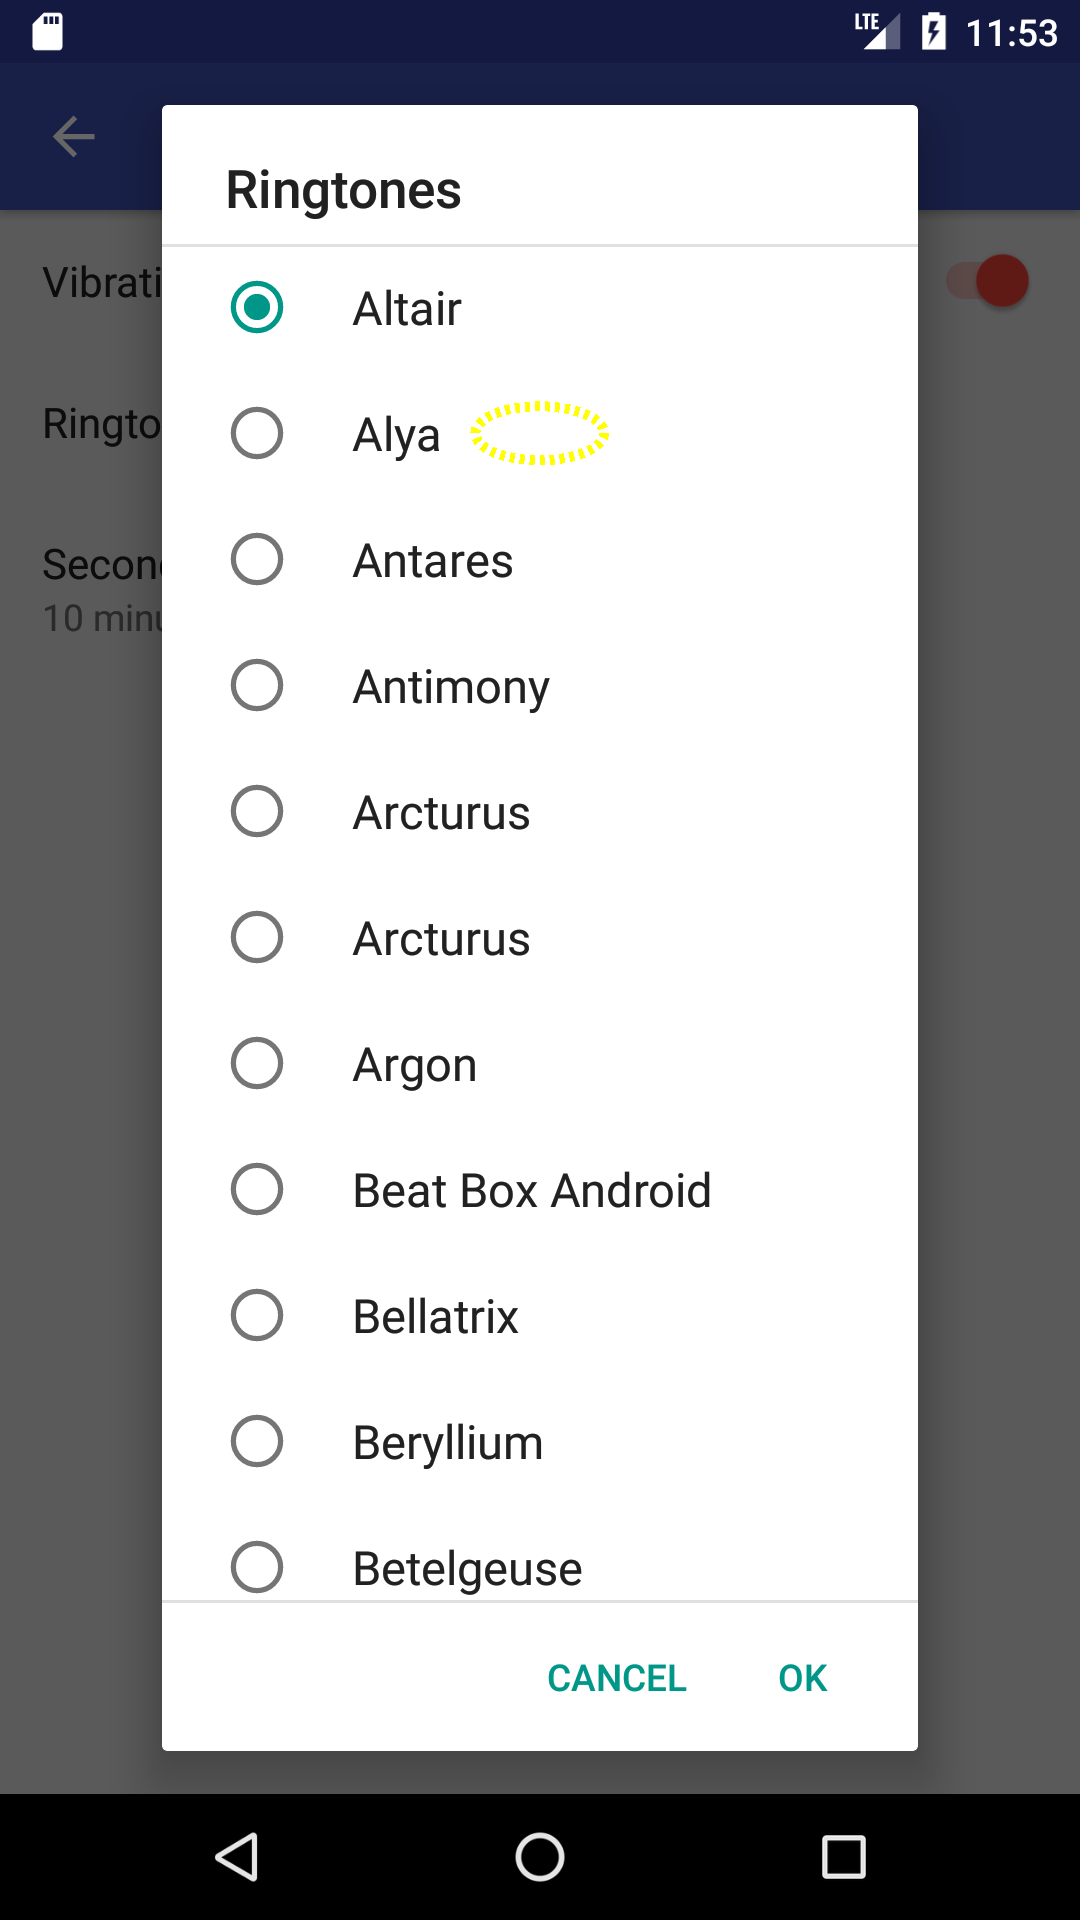 LTE 11:53
Ringtones
Vibrati
Altair
Ringto
Alya
Secon
10 minu
Antares
Antimony
Arcturus
Arcturus
Argon
Beat Box Android
Bellatrix
Beryllium
Betelgeuse
CANCEL OK